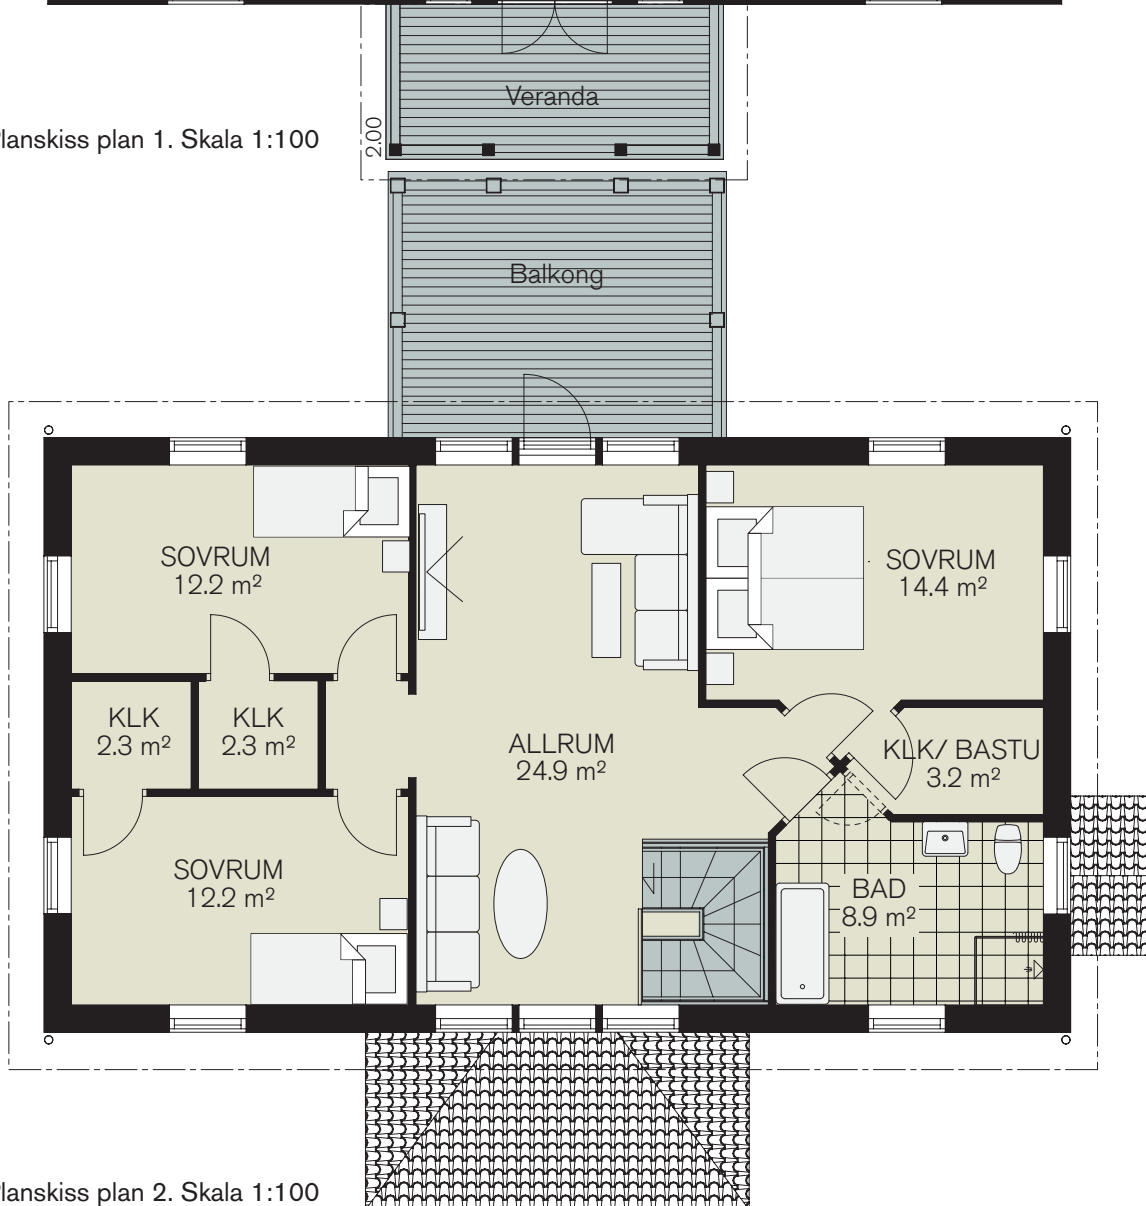 Veranda
2.00
lanskiss plan 1. Skala 1:100
Balkong
SOVRUM
12.2 m²
SOVRUM
14.4 m²
KLK
2.3 m²
KLK
2.3 m²
ALLRUM
24.9 m²
KLK/ BASTU
3.2 m²
SOVRUM
12.2 m²
BAD
8.9 m²
lanskiss plan 2. Skala 1:100